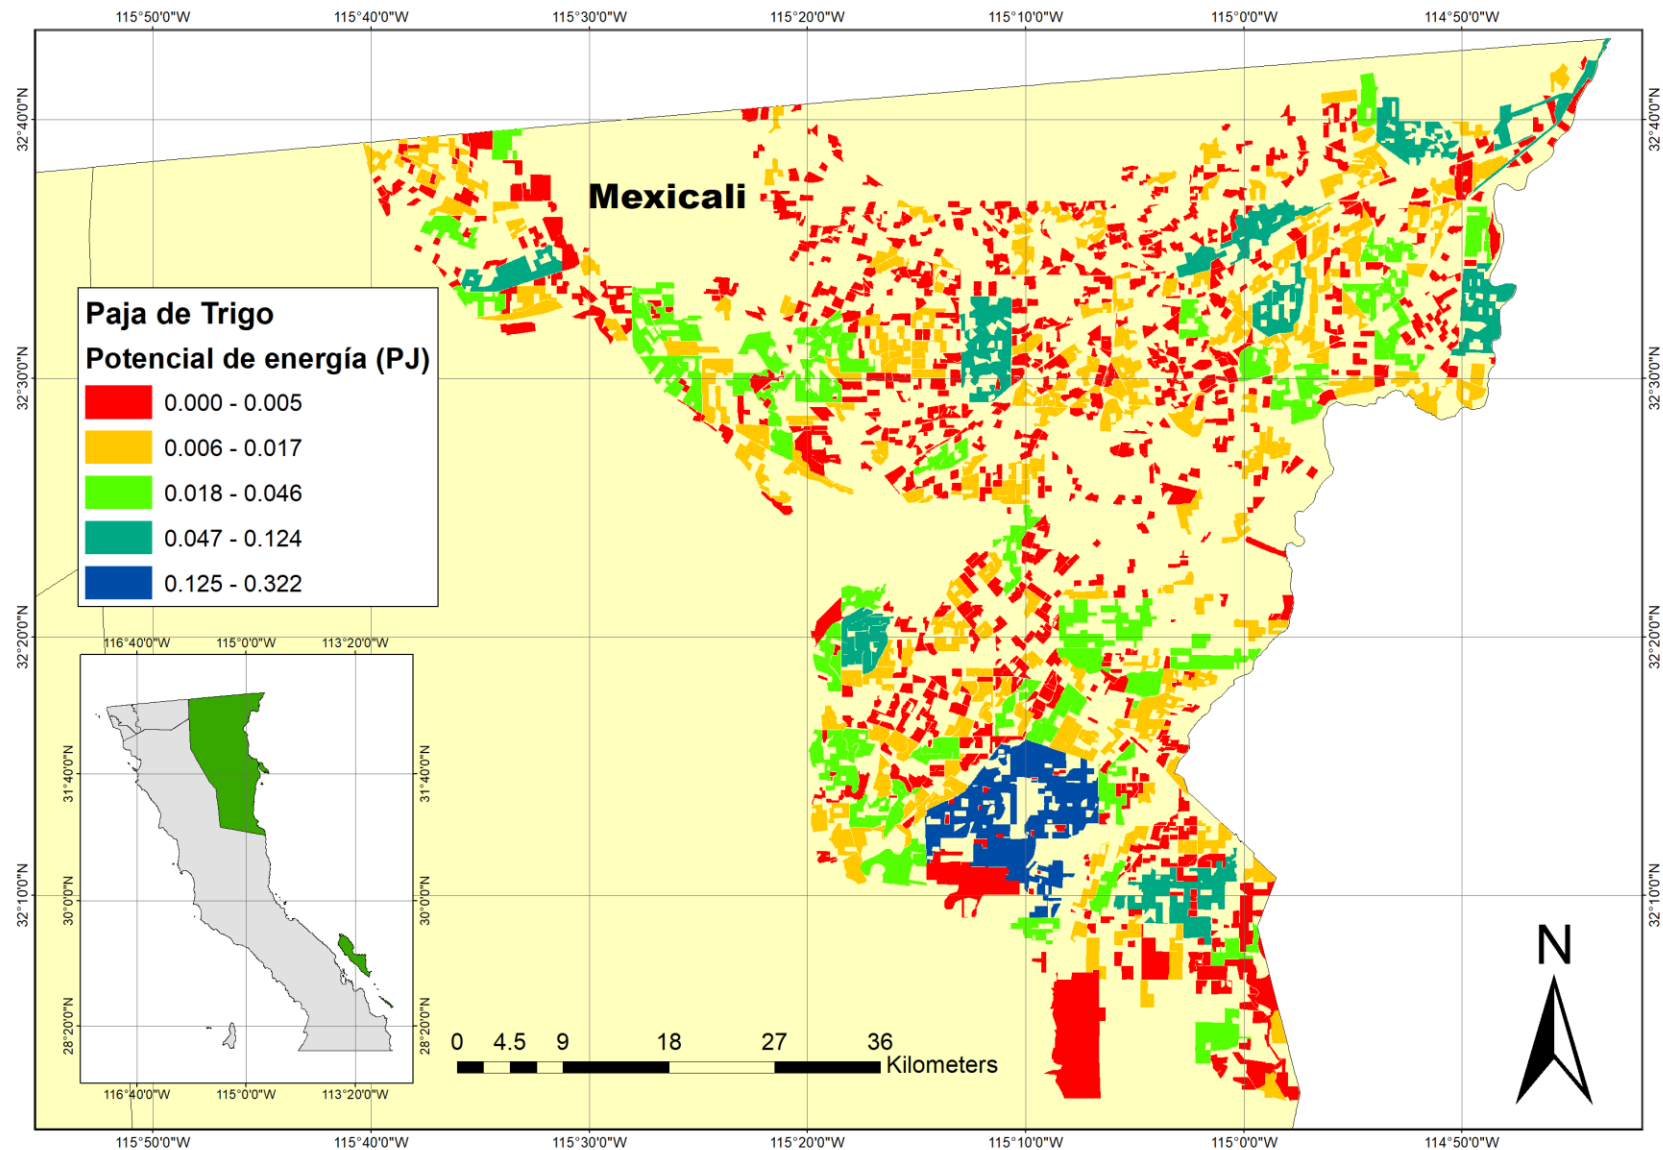 115°50'0"W 115°40'0"W 115°30'0"W 115°20'0"W 115°10'0"W 115°0'0"W 114°50'0"W
32°40'0"N 32°40'0"N
Mexicali
Paja de Trigo
Potencial de energía (PJ)
0.000 - 0.005
0.006 - 0.017
0.018 - 0.046
0.047 - 0.124
0.125 - 0.322
32°30'0"N 32°30'0"N
32°20'0"N 32°20'0"N
116°40'0"W 115°0'0"W 113°20'0"W
31°40'0"N 31°40'0"N
30°0'0"N 30°0'0"N
28°20'0"N 28°20'0"N
116°40'0"W 115°0'0"W 113°20'0"W
32°10'0"N 32°10'0"N
N
0 4.5 9 18 27 36
Kilometers
115°50'0"W 115°40'0"W 115°30'0"W 115°20'0"W 115°10'0"W 115°0'0"W 114°50'0"W